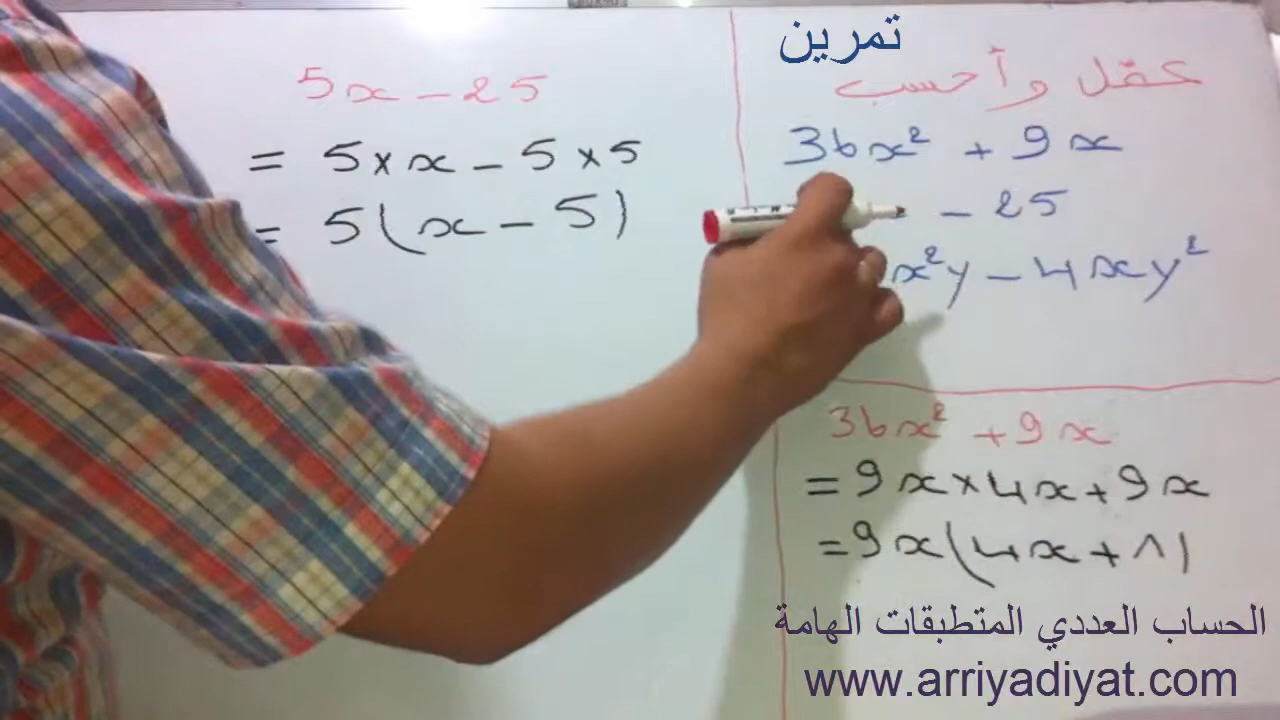 تمرين
عقل وأحسب
36x² + 9x
- 25
x²y - 4xy²
36x² + 9x
= 9x×4x+9x
=9x(4x+1)
5x - 25
= 5×x - 5×5
= 5(x - 5)
الحساب العددي المتطبقات الهامة
www.arriyadiyat.com